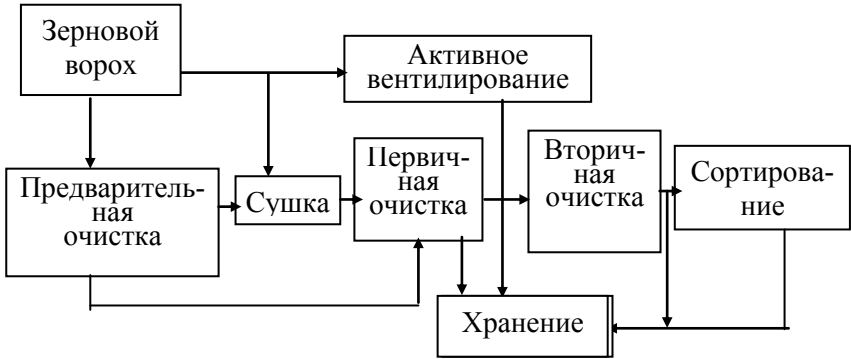 Зерновой
ворох
Активное
вентилирование
Предваритель-
ная
очистка
Сушка
Первич-
ная
очистка
Вторич-
ная
очистка
Сортирова-
ние
Хранение